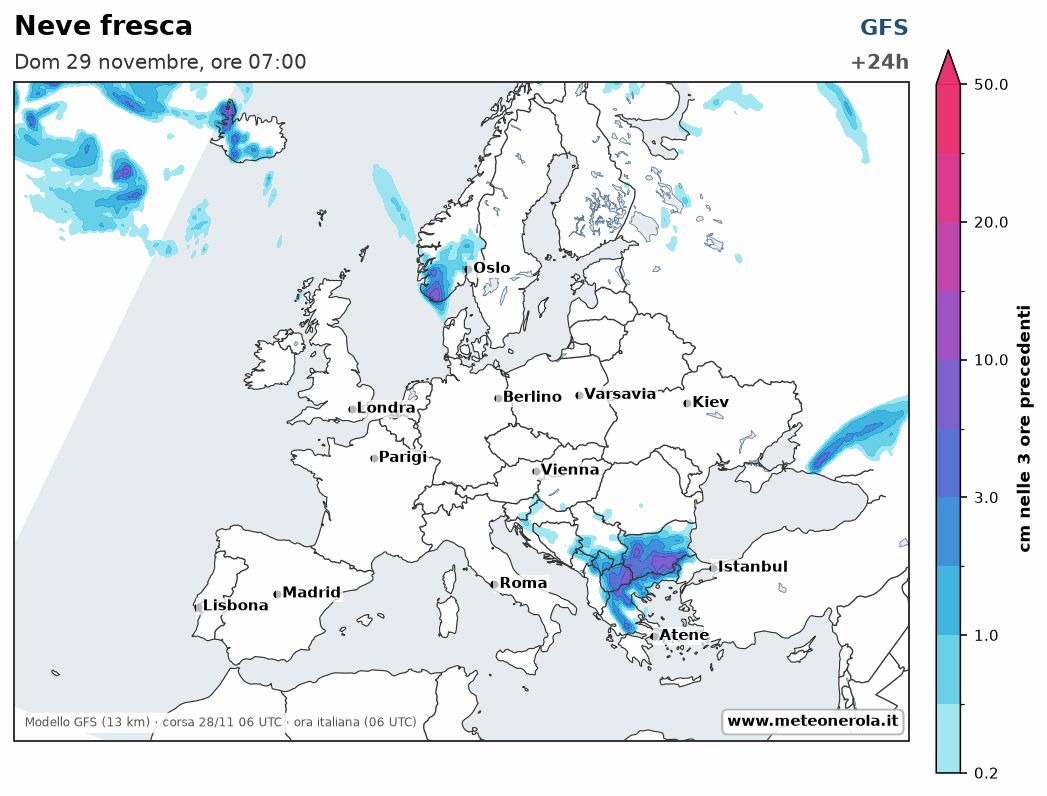 Neve fresca
GFS
Dom 29 novembre, ore 07:00
+24h
50.0
20.0
10.0
3.0
1.0
0.2
cm nelle 3 ore precedenti
Oslo
Berlino
Varsavia
Kiev
Londra
Parigi
Vienna
Istanbul
Roma
Madrid
Lisbona
Atene
Modello GFS (13 km) · corsa 28/11 06 UTC · ora italiana (06 UTC)
www.meteonerola.it